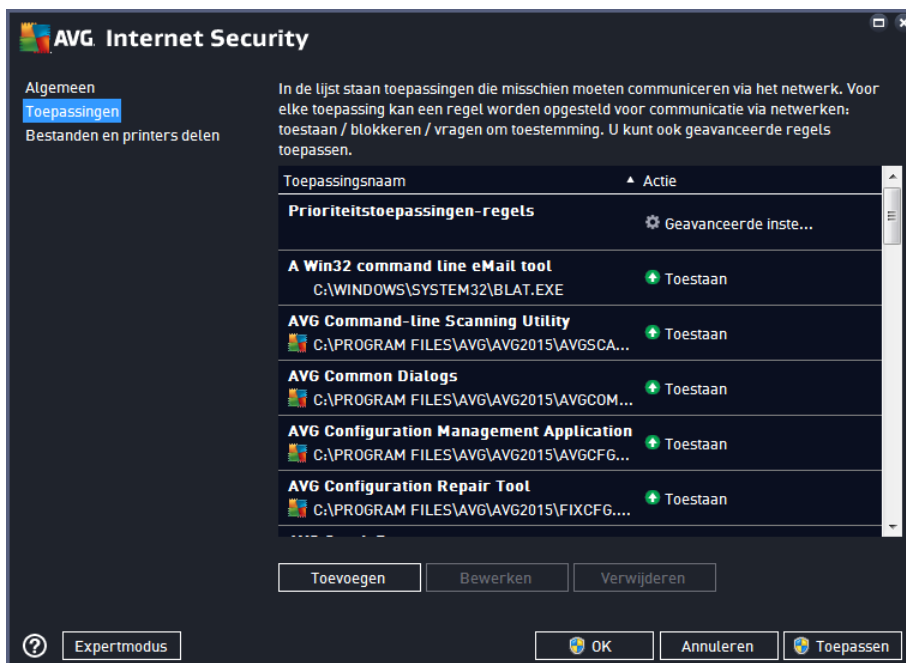 AVG Internet Security
Algemeen
Toepassingen
Bestanden en printers delen
In de lijst staan toepassingen die misschien moeten communiceren via het netwerk. Voor
elke toepassing kan een regel worden opgesteld voor communicatie via netwerken:
toestaan / blokkeren / vragen om toestemming. U kunt ook geavanceerde regels
toepassen.
Toepassingsnaam Actie
Prioriteitstoepassingen-regels
Geavanceerde inste...
A Win32 command line eMail tool
C:\WINDOWS\SYSTEM32\BLAT.EXE
Toestaan
AVG Command-line Scanning Utility
C:\PROGRAM FILES\AVG\AVG2015\AVGSCA...
Toestaan
AVG Common Dialogs
C:\PROGRAM FILES\AVG\AVG2015\AVGCOM...
Toestaan
AVG Configuration Management Application
C:\PROGRAM FILES\AVG\AVG2015\AVGCFG...
Toestaan
AVG Configuration Repair Tool
C:\PROGRAM FILES\AVG\AVG2015\FIXCFG....
Toestaan
Toevoegen Bewerken Verwijderen
Expertmodus OK Annuleren Toepassen